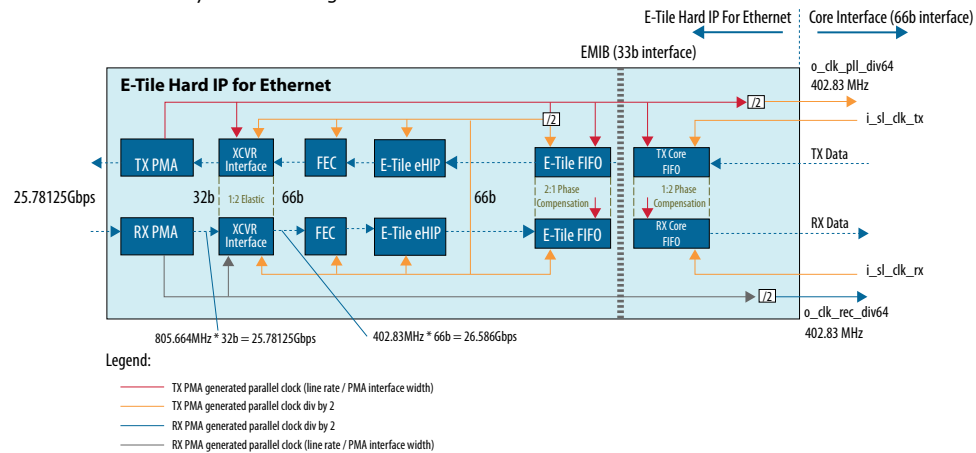 E-Tile Hard IP For Ethernet
Core Interface (66b interface)
EMIB (33b interface)
o_clk_pll_div64
402.83 MHz
E-Tile Hard IP for Ethernet
/2
i_sl_clk_tx
/2
TX PMA
XCVR
Interface
FEC
E-Tile eHIP
E-Tile FIFO
TX Core
FIFO
TX Data
25.78125Gbps
32b
1:2 Elastic
66b
66b
2:1 Phase
Compensation
1:2 Phase
Compensation
RX PMA
XCVR
Interface
FEC
E-Tile eHIP
E-Tile FIFO
RX Core
FIFO
RX Data
i_sl_clk_rx
/2
o_clk_rec_div64
402.83 MHz
805.664MHz * 32b = 25.78125Gbps
402.83MHz * 66b = 26.586Gbps
Legend:
TX PMA generated parallel clock (line rate / PMA interface width)
TX PMA generated parallel clock div by 2
RX PMA generated parallel clock div by 2
RX PMA generated parallel clock (line rate / PMA interface width)